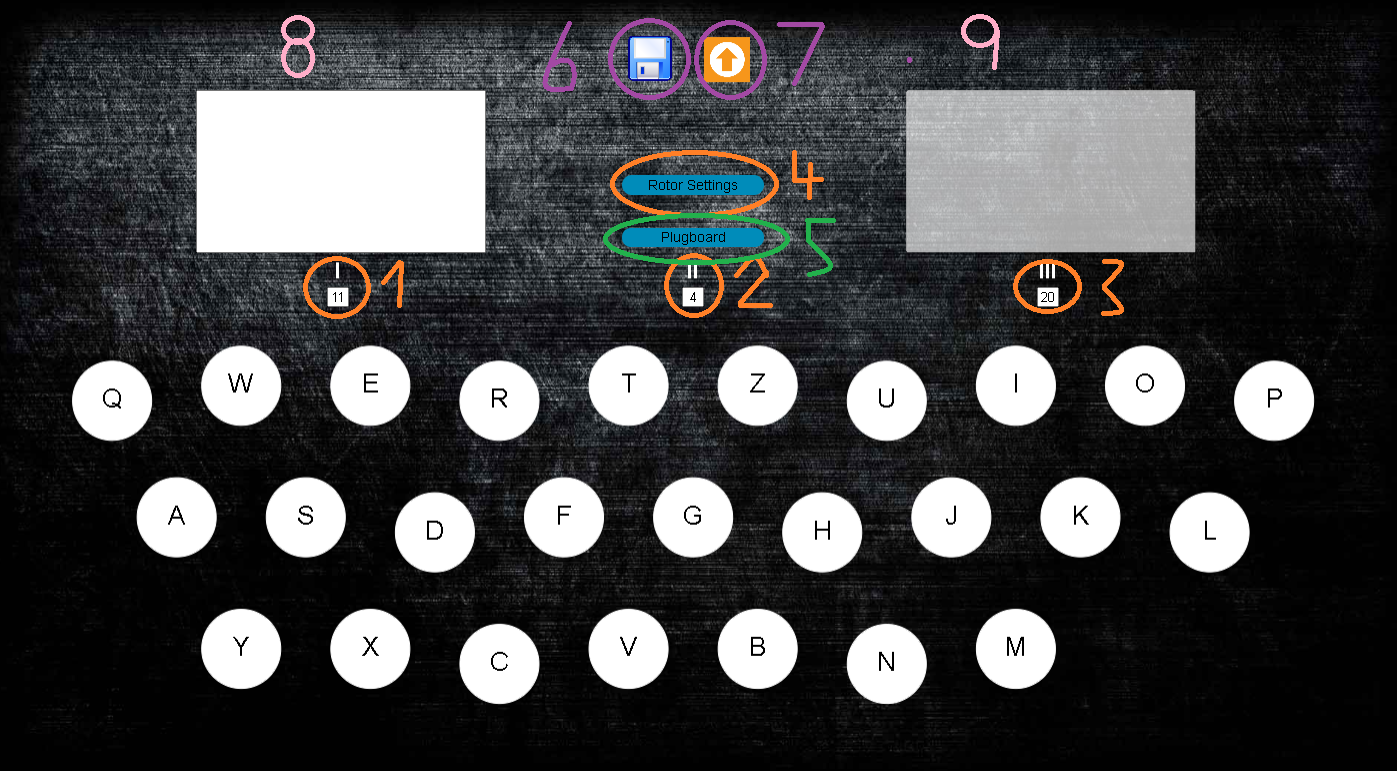 8 6 7 9
Rotor Settings 4
Plugboard 5
I II III
11 1 4 2 20 3
Q W E R T Z U I O P
A S D F G H J K L
Y X C V B N M